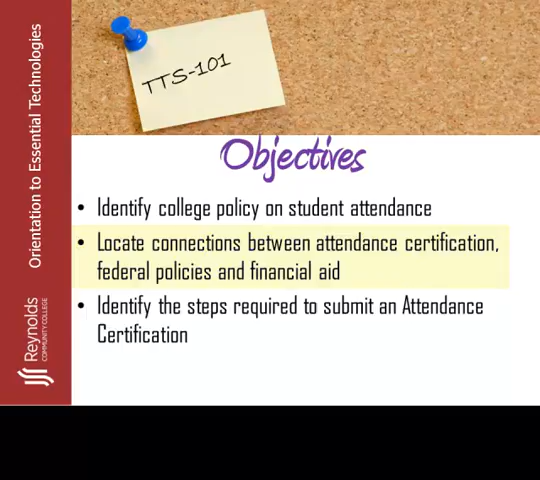 TTS-101
Objectives
• Identify college policy on student attendance
• Locate connections between attendance certification,
federal policies and financial aid
• Identify the steps required to submit an Attendance
Certification
Orientation to Essential Technologies
Reynolds
COMMUNITY COLLEGE